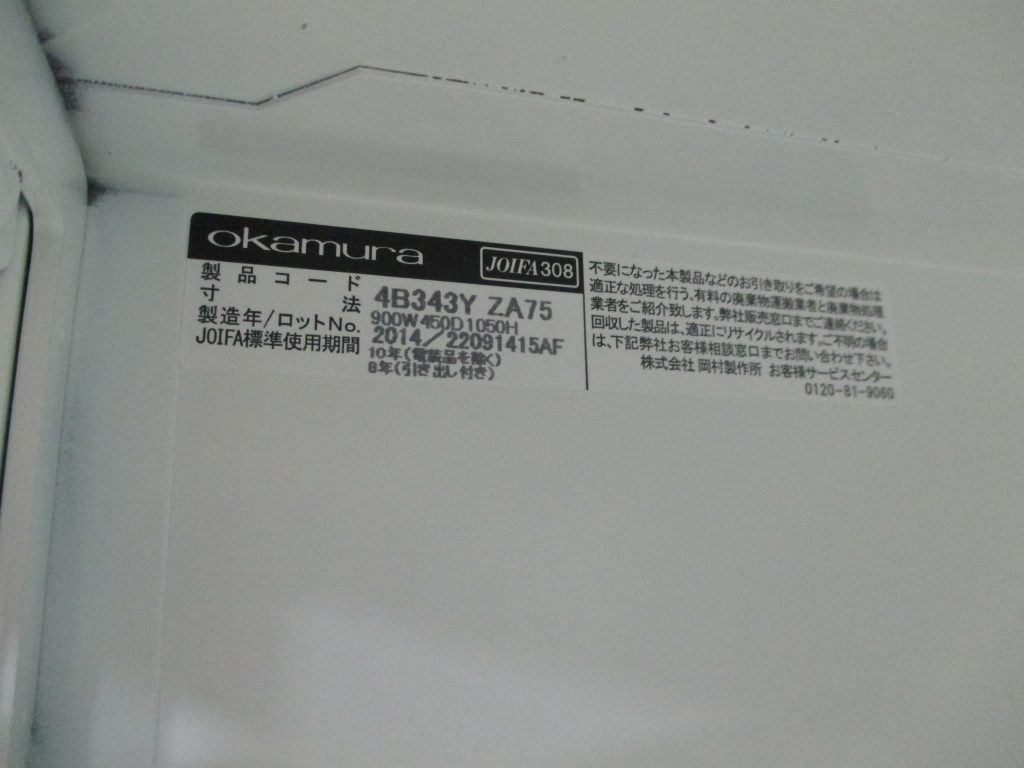 okamura JOIFA308
製品コード 4B343Y ZA75
寸法 900W450D1050H
製造年/ロットNo. 2014/22091415AF
JOIFA標準使用期間 10年(電装品を除く)
8年(引き出し付き)
不要になった本製品などのお引き取りをご希望の場合は
適正な処理を行う、有料の廃棄物運搬業者と廃棄物処理
業者をご紹介致します。弊社販売窓口までご連絡ください。
回収した製品は、適正にリサイクルされます。ご不明の場合
は、下記弊社お客様相談窓口までお問い合わせ下さい。
株式会社 岡村製作所 お客様サービスセンター
0120-81-9060